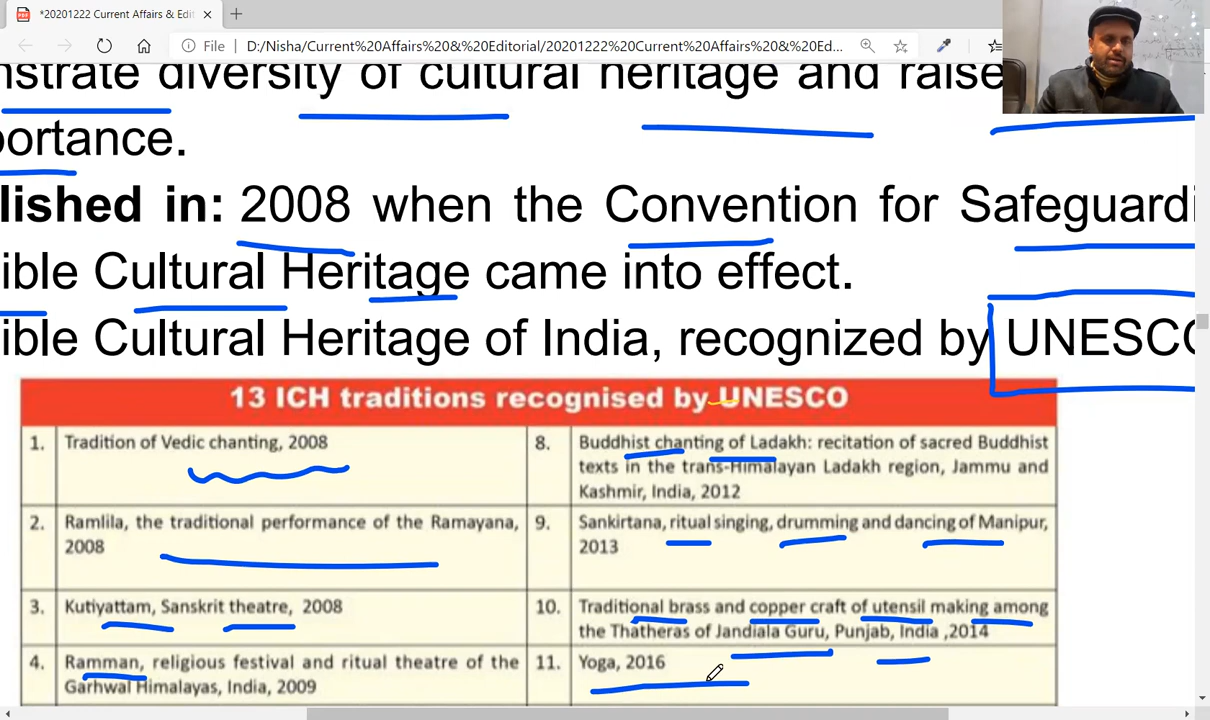 *20201222 Current Affairs & Edit
File D:/Nisha/Current%20Affairs%20&%20Editorial/20201222%20Current%20Affairs%20&%20Ed...
nstrate diversity of cultural heritage and raise
portance.
lished in: 2008 when the Convention for Safeguardi
ible Cultural Heritage came into effect.
ible Cultural Heritage of India, recognized by UNESCO
13 ICH traditions recognised by UNESCO
1. Tradition of Vedic chanting, 2008
2. Ramlila, the traditional performance of the Ramayana,
2008
3. Kutiyattam, Sanskrit theatre, 2008
4. Ramman, religious festival and ritual theatre of the
Garhwal Himalayas, India, 2009
8. Buddhist chanting of Ladakh: recitation of sacred Buddhist
texts in the trans-Himalayan Ladakh region, Jammu and
Kashmir, India, 2012
9. Sankirtana, ritual singing, drumming and dancing of Manipur,
2013
10. Traditional brass and copper craft of utensil making among
the Thatheras of Jandiala Guru, Punjab, India ,2014
11. Yoga, 2016